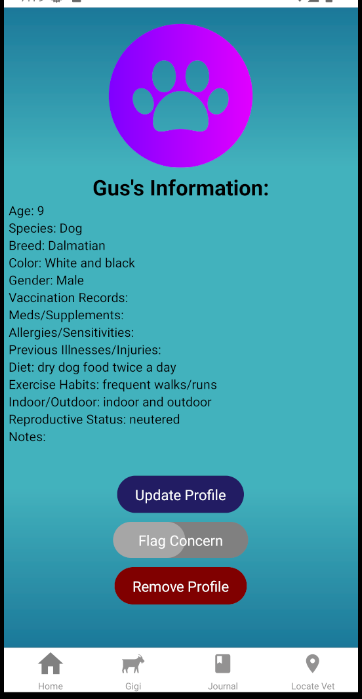 Gus's Information:
Age: 9
Species: Dog
Breed: Dalmatian
Color: White and black
Gender: Male
Vaccination Records:
Meds/Supplements:
Allergies/Sensitivities:
Previous Illnesses/Injuries:
Diet: dry dog food twice a day
Exercise Habits: frequent walks/runs
Indoor/Outdoor: indoor and outdoor
Reproductive Status: neutered
Notes:
Update Profile
Flag Concern
Remove Profile
Home Gigi Journal Locate Vet